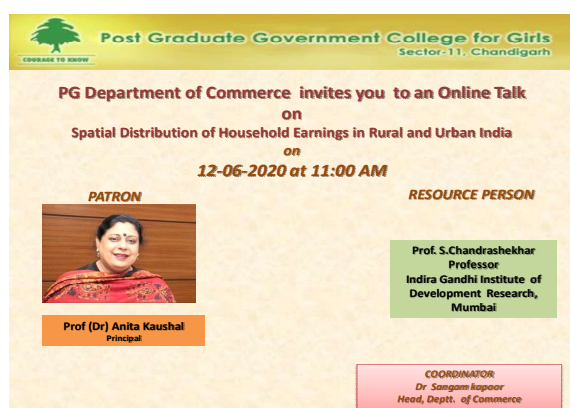 Post Graduate Government College for Girls
Sector-11, Chandigarh
COURAGE TO KNOW
PG Department of Commerce invites you to an Online Talk
on
Spatial Distribution of Household Earnings in Rural and Urban India
on
12-06-2020 at 11:00 AM
PATRON
RESOURCE PERSON
Prof. S.Chandrashekhar
Professor
Indira Gandhi Institute of
Development Research,
Mumbai
Prof (Dr) Anita Kaushal
Principal
COORDINATOR
Dr Sangam kapoor
Head, Deptt. of Commerce